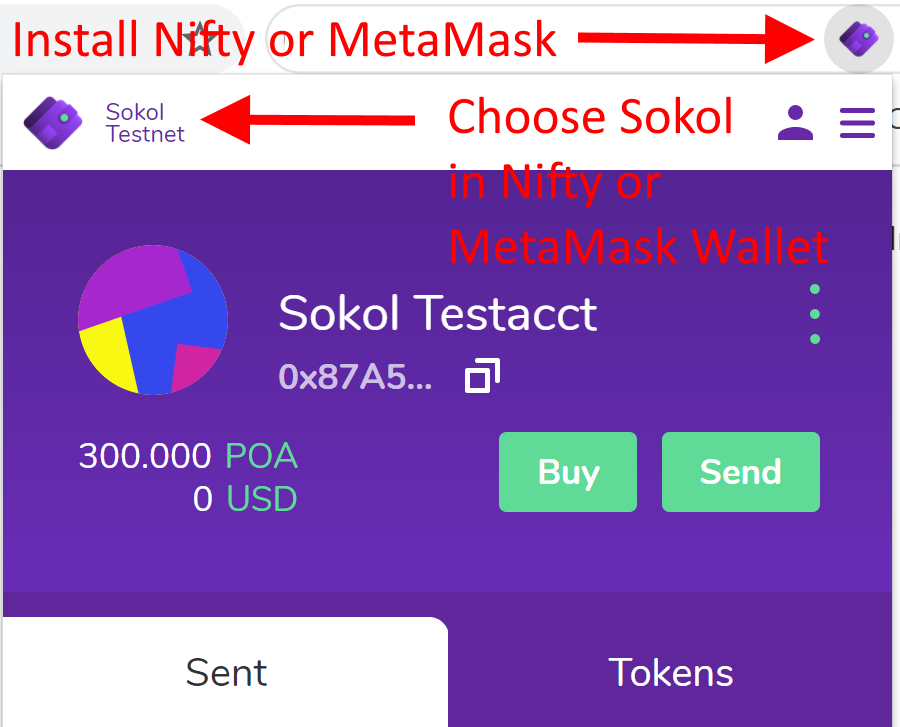 Install Nifty or MetaMask
Sokol
Testnet
Choose Sokol
in Nifty or
MetaMask Wallet
Sokol Testacct
0x87A5...
300.000 POA
0 USD
Buy
Send
Sent
Tokens